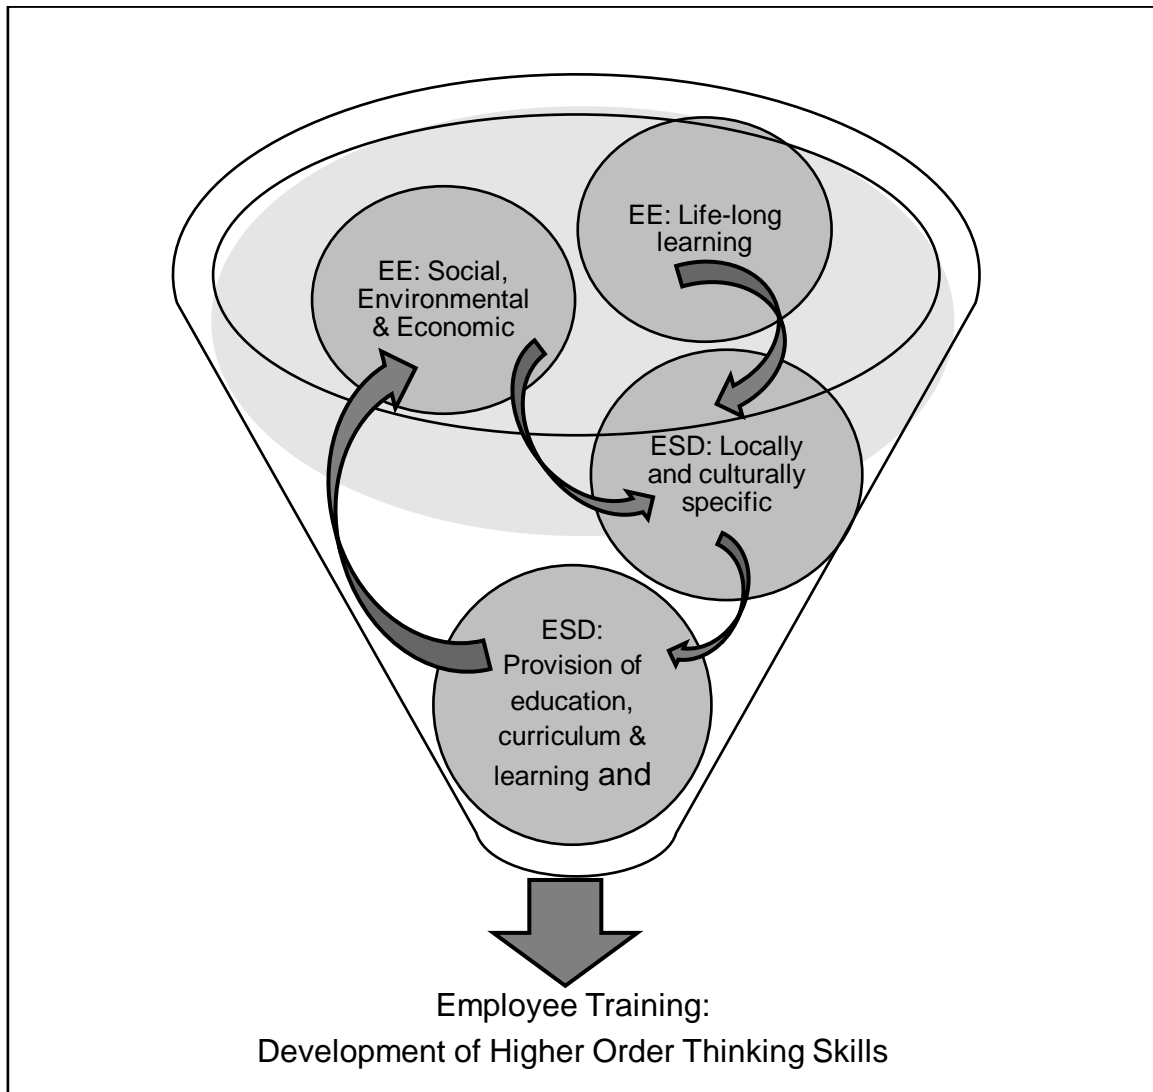 EE: Life-long
learning
EE: Social,
Environmental
& Economic
ESD: Locally
and culturally
specific
ESD:
Provision of
education,
curriculum &
learning and
Employee Training:
Development of Higher Order Thinking Skills